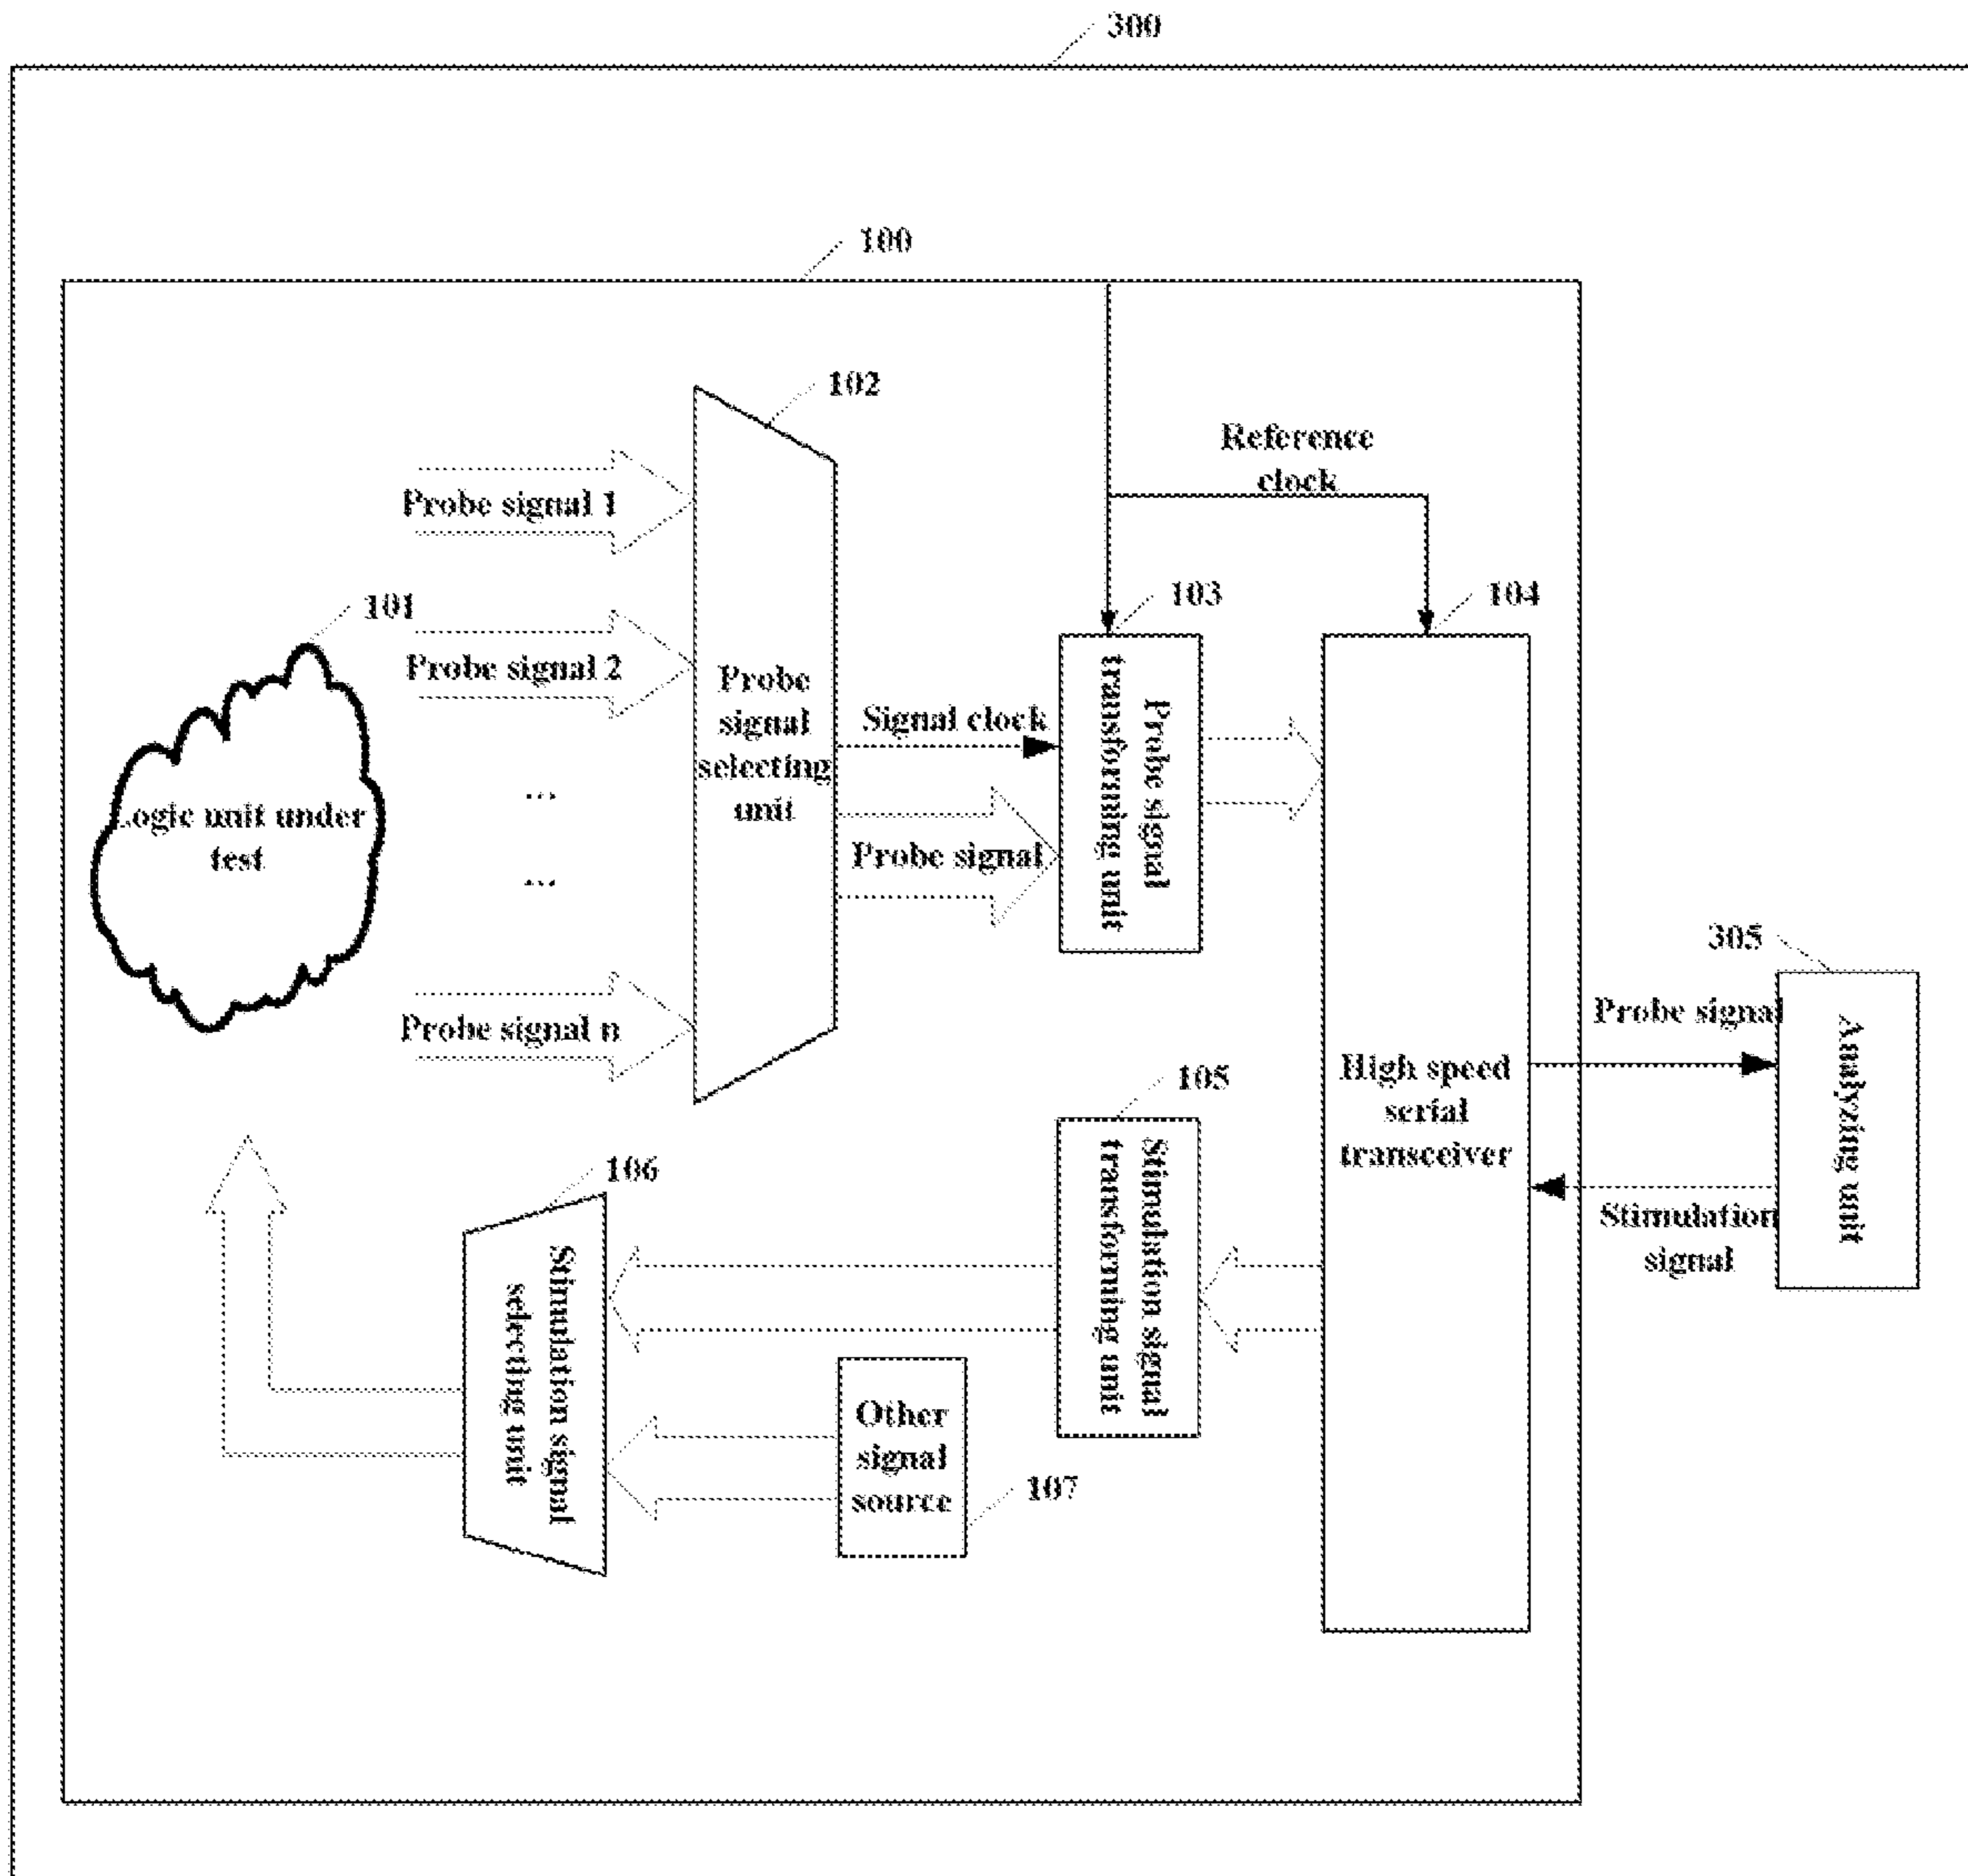 300
100
102
Reference
clock
Probe signal 1
101
103
104
Probe signal 2
Probe
signal
selecting
unit
Signal clock
Probe signal
transforming unit
Logic unit under
test
...
...
Probe signal
305
Probe signal n
Probe signal
Analyzing unit
High speed
serial
transceiver
105
Stimulation signal
transforming unit
106
Stimulation
signal
Stimulation signal
selecting unit
Other
signal
source
107